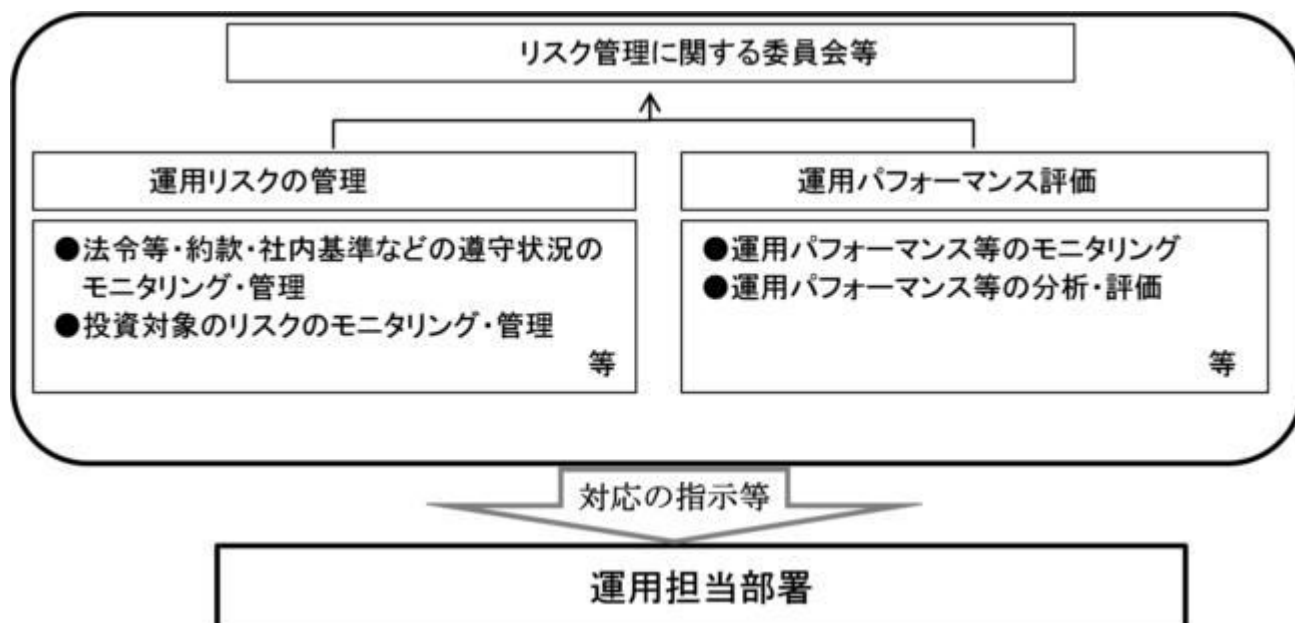 リスク管理に関する委員会等
運用リスクの管理
●法令等・約款・社内基準などの遵守状況の
モニタリング・管理
●投資対象のリスクのモニタリング・管理
等
運用パフォーマンス評価
●運用パフォーマンス等のモニタリング
●運用パフォーマンス等の分析・評価
等
対応の指示等
運用担当部署